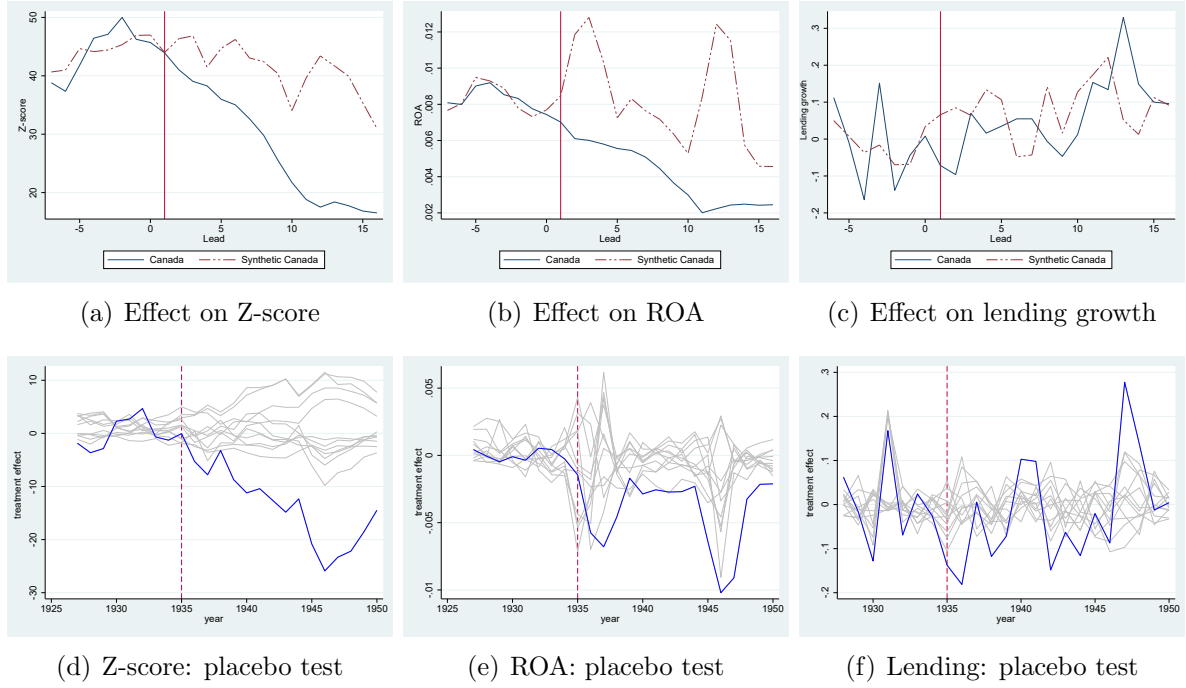 50
40
30
20
Z-score
-5
0
5
10
15
Lead
Canada
Synthetic Canada
(a) Effect on Z-score
.012
.01
.008
.006
.004
.002
ROA
-5
0
5
10
15
Lead
Canada
Synthetic Canada
(b) Effect on ROA
.3
.2
.1
0
-.1
-.2
Lending growth
-5
0
5
10
15
Lead
Canada
Synthetic Canada
(c) Effect on lending growth
10
0
-10
-20
-30
treatment effect
1925
1930
1935
1940
1945
1950
year
(d) Z-score: placebo test
.005
0
-.005
-.01
treatment effect
1925
1930
1935
1940
1945
1950
year
(e) ROA: placebo test
.3
.2
.1
0
-.1
-.2
treatment effect
1930
1935
1940
1945
1950
year
(f) Lending: placebo test